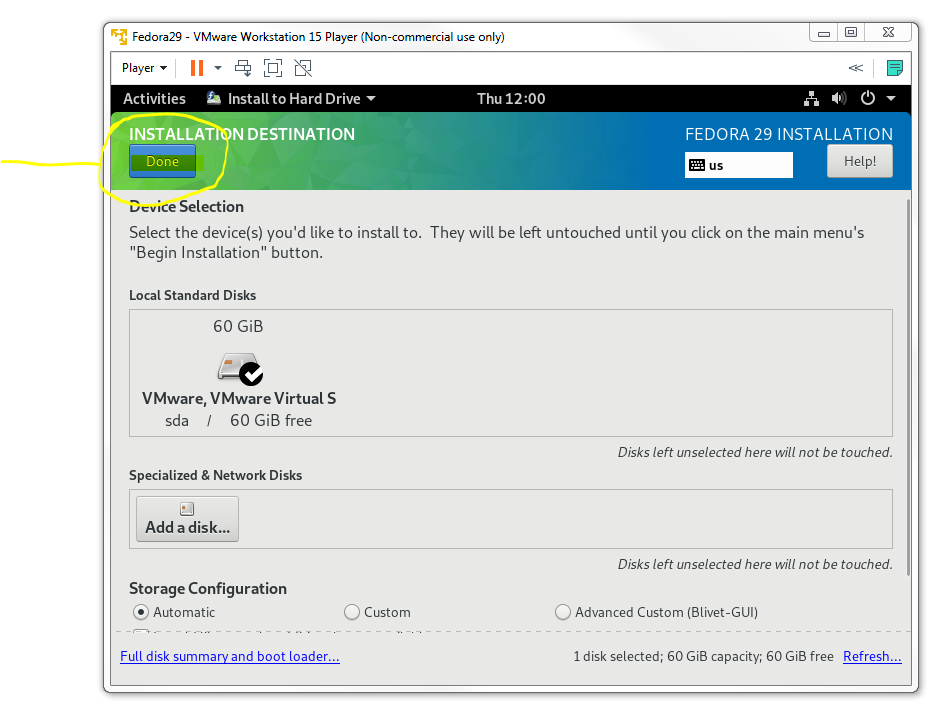 Fedora29 - VMware Workstation 15 Player (Non-commercial use only)
Player
Activities Install to Hard Drive Thu 12:00
INSTALLATION DESTINATION FEDORA 29 INSTALLATION
Done us Help!
Device Selection
Select the device(s) you'd like to install to. They will be left untouched until you click on the main menu's
"Begin Installation" button.
Local Standard Disks
60 GiB
VMware, VMware Virtual S
sda / 60 GiB free
Disks left unselected here will not be touched.
Specialized & Network Disks
Add a disk...
Disks left unselected here will not be touched.
Storage Configuration
Automatic Custom Advanced Custom (Blivet-GUI)
Full disk summary and boot loader... 1 disk selected; 60 GiB capacity; 60 GiB free Refresh...